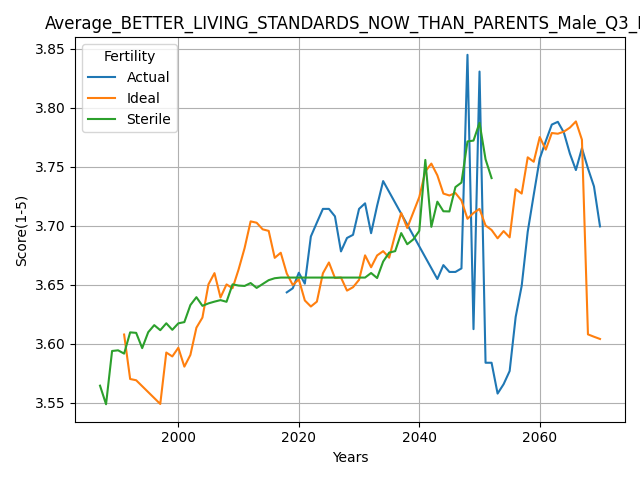 Average_BETTER_LIVING_STANDARDS_NOW_THAN_PARENTS_Male_Q3_
3.85
3.80
3.75
3.70
3.65
3.60
3.55
Score(1-5)
Fertility
Actual
Ideal
Sterile
2000
2020
2040
2060
Years